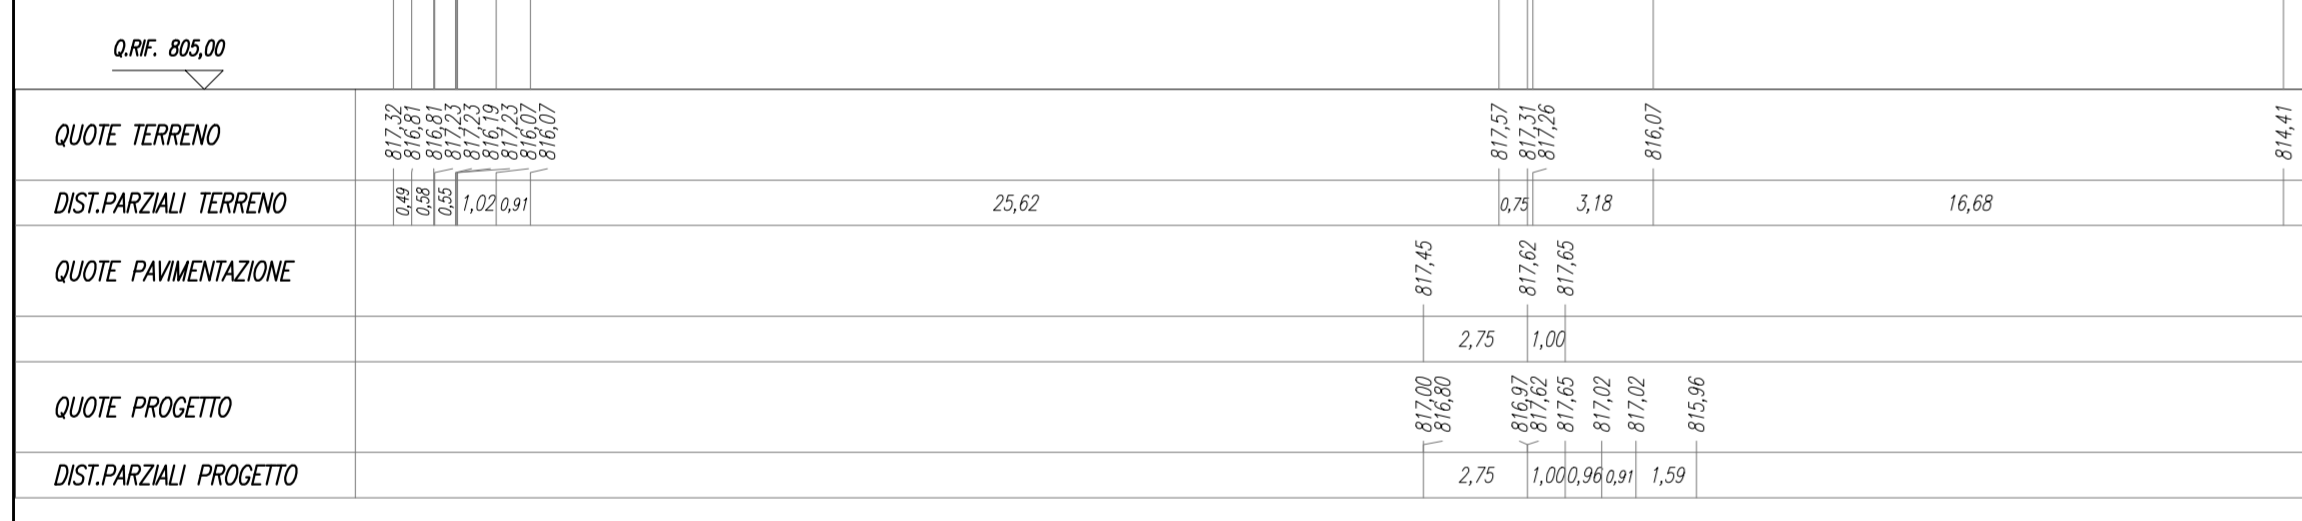 Q.RIF. 805,00
QUOTE TERRENO 817,32 816,81 816,81 817,23 817,23 816,19 817,23 816,07 816,07 817,57 817,31 817,26 816,07 814,41
DIST.PARZIALI TERRENO 0,49 0,58 0,55 1,02 0,91 25,62 0,75 3,18 16,68
QUOTE PAVIMENTAZIONE 817,45 817,62 817,65
2,75 1,00
QUOTE PROGETTO 817,00 816,80 816,97 817,62 817,65 817,02 817,02 815,96
DIST.PARZIALI PROGETTO 2,75 1,00 0,96 0,91 1,59